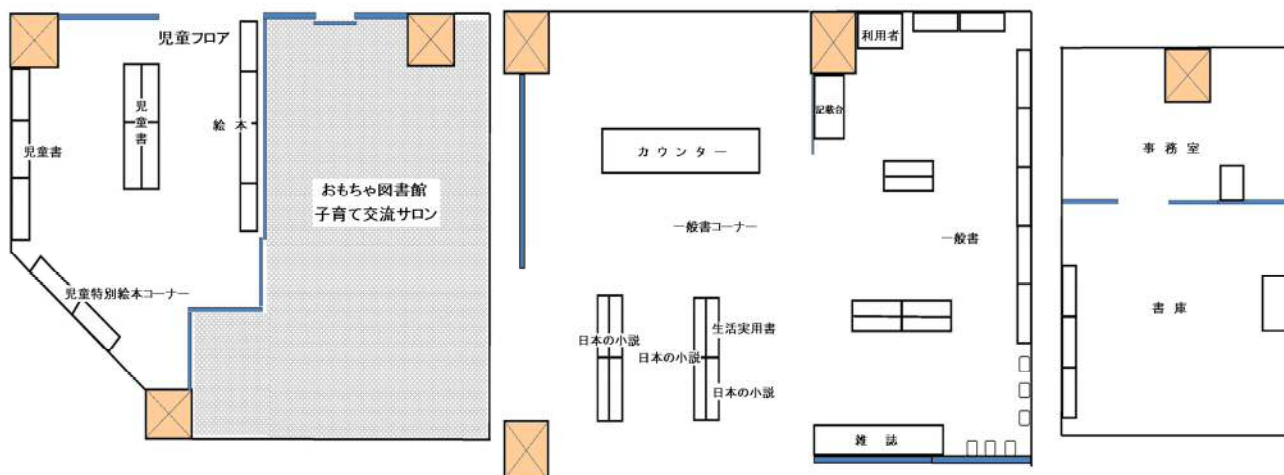 児童フロア
児童書
絵本
児童書
児童特別絵本コーナー
おもちゃ図書館
子育て交流サロン
利用者
記載台
カウンター
一般書コーナー
一般書
日本の小説
日本の小説
生活実用書
日本の小説
雑誌
事務室
書庫